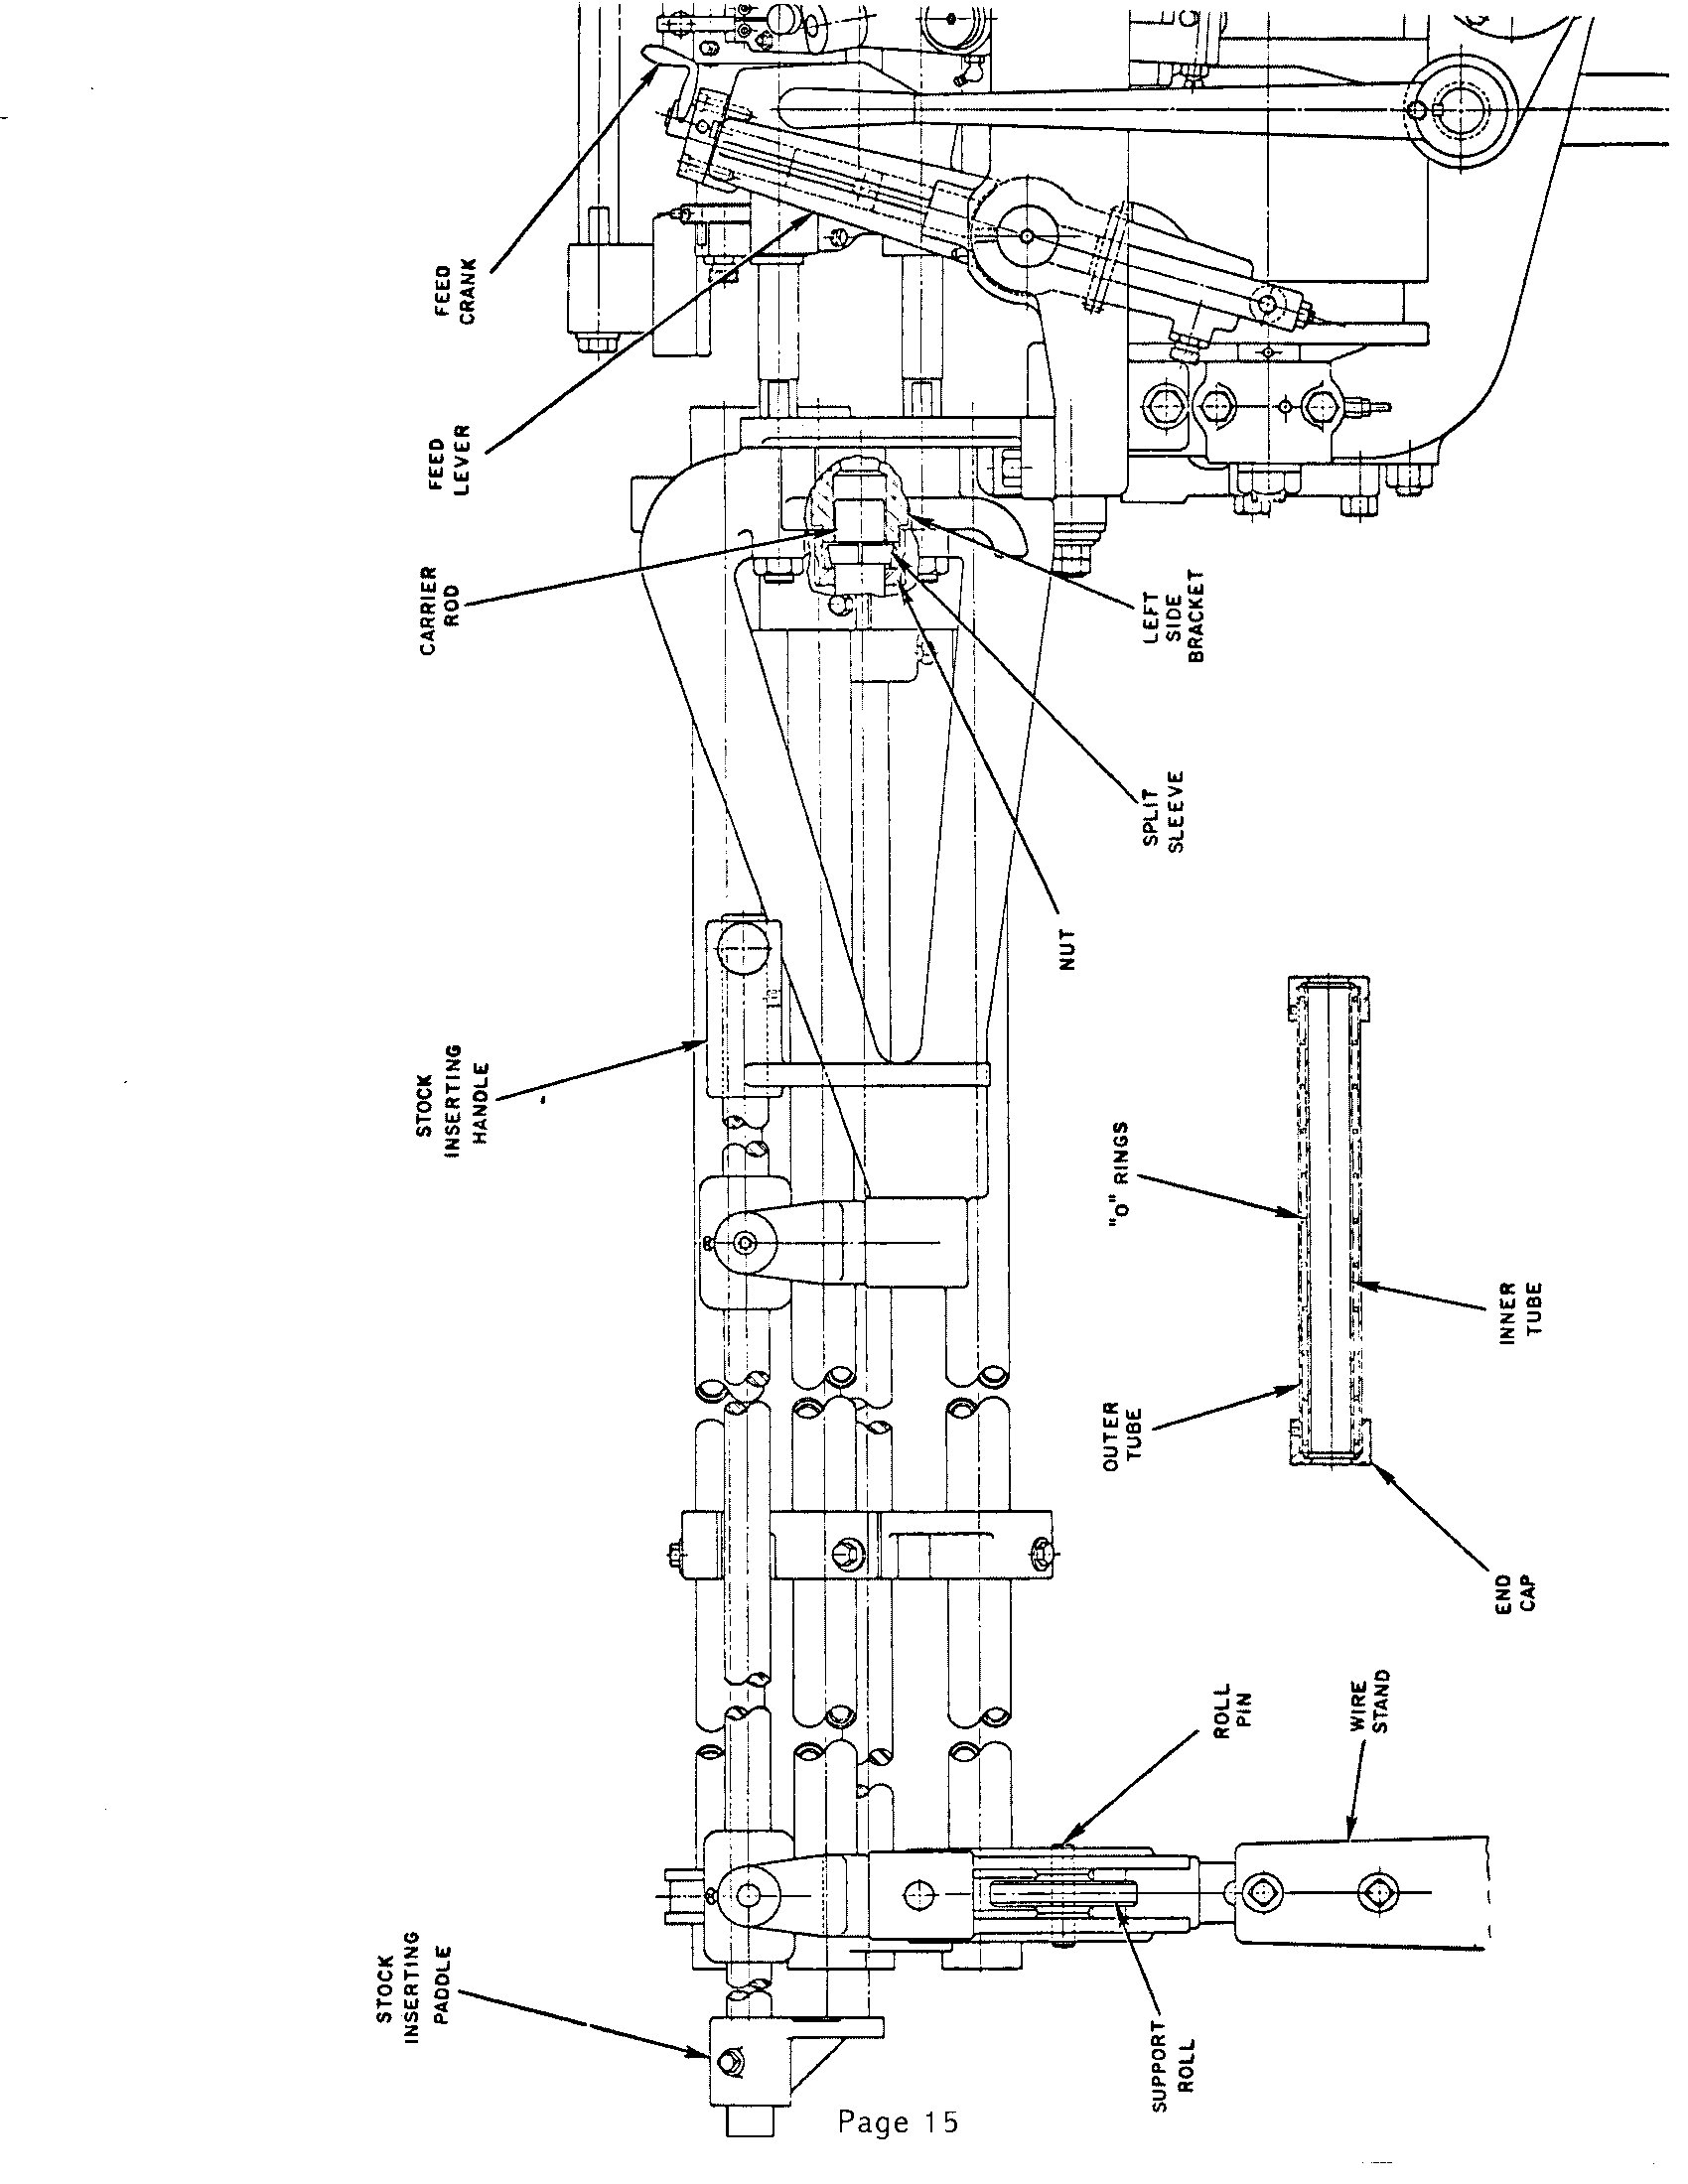 FEED
CRANK
FEED
LEVER
CARRIER
ROD
LEFT
SIDE
BRACKET
SPLIT
SLEEVE
NUT
STOCK
INSERTING
HANDLE
"O" RINGS
INNER
TUBE
OUTER
TUBE
END
CAP
ROLL
PIN
WIRE
STAND
STOCK
INSERTING
PADDLE
SUPPORT
ROLL
Page 15